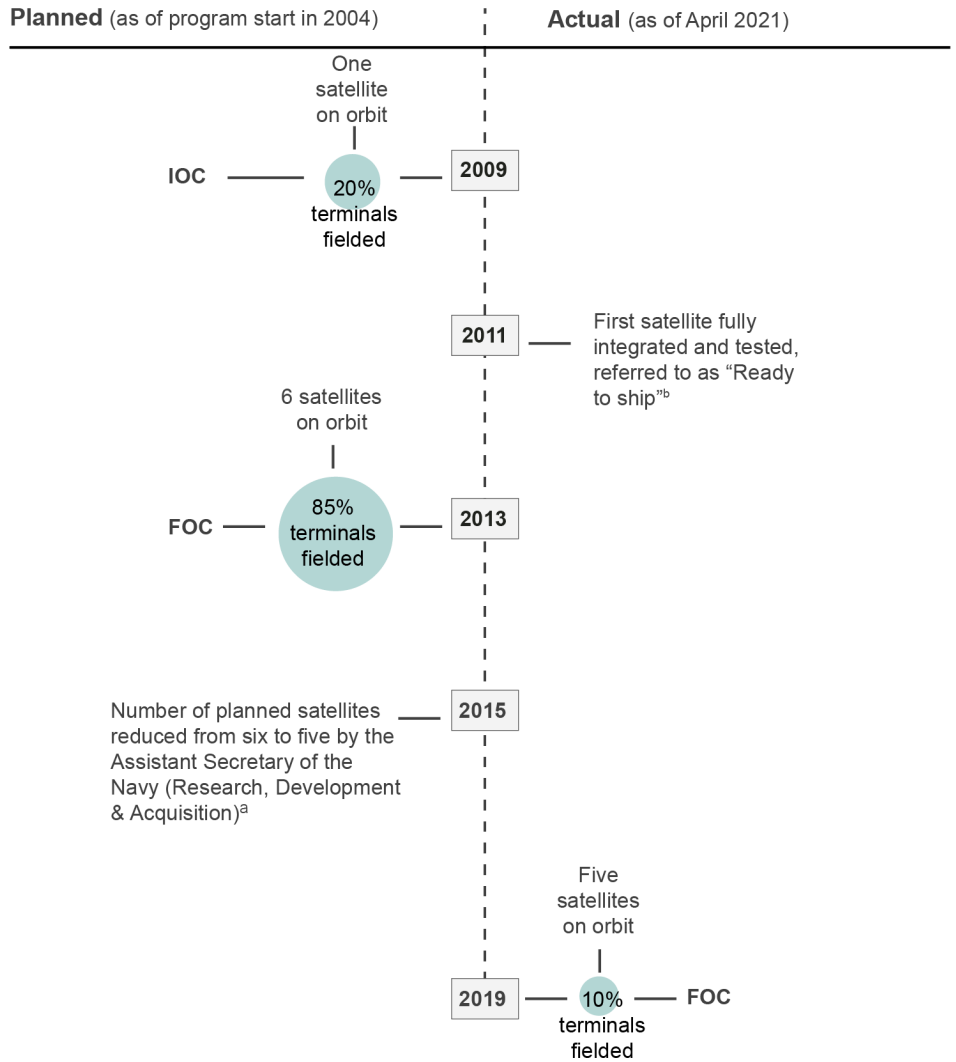 Planned (as of program start in 2004)
Actual (as of April 2021)
One
satellite
on orbit
IOC
20%
terminals
fielded
2009
2011
First satellite fully
integrated and tested,
referred to as “Ready
to ship”ᵇ
6 satellites
on orbit
FOC
85%
terminals
fielded
2013
Number of planned satellites
reduced from six to five by the
Assistant Secretary of the
Navy (Research, Development
& Acquisition)ᵃ
2015
Five
satellites
on orbit
2019
10%
terminals
fielded
FOC